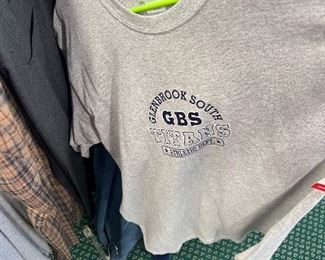 GLENBROOK SOUTH
GBS
TITANS
ATHLETIC DEPT.